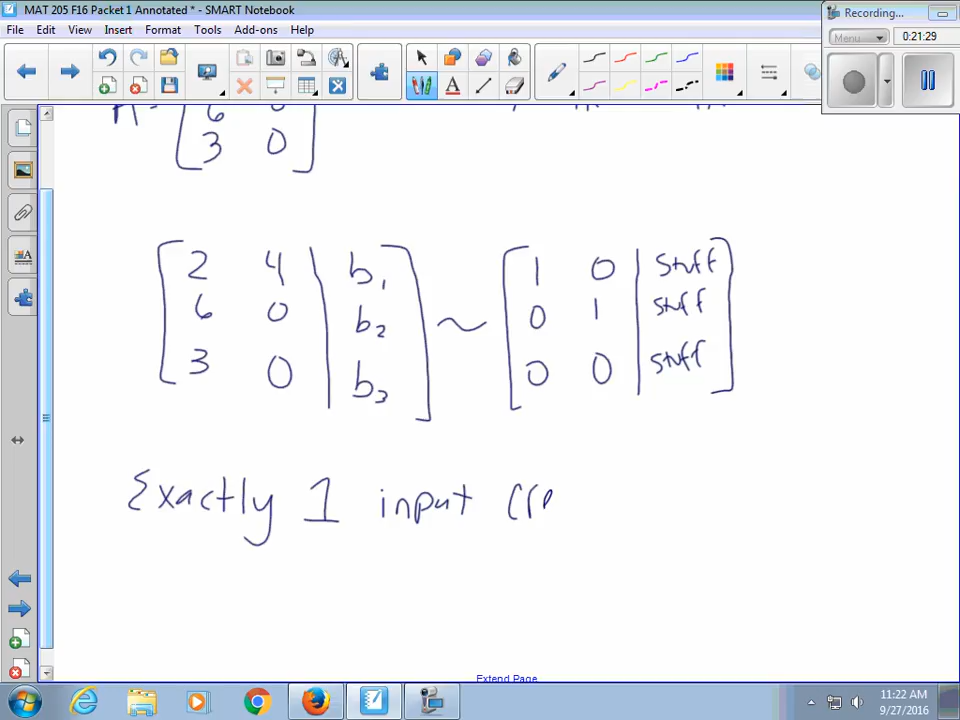 MAT 205 F16 Packet 1 Annotated * - SMART Notebook
Recording...
File Edit View Insert Format Tools Add-ons Help
Menu
0:21:29
6
3 0
2 4 b₁ 1 0 stuff
6 0 b₂ ~ 0 1 stuff
3 0 b₃ 0 0 stuff
Exactly 1 input
Extend Page
11:22 AM
9/27/2016